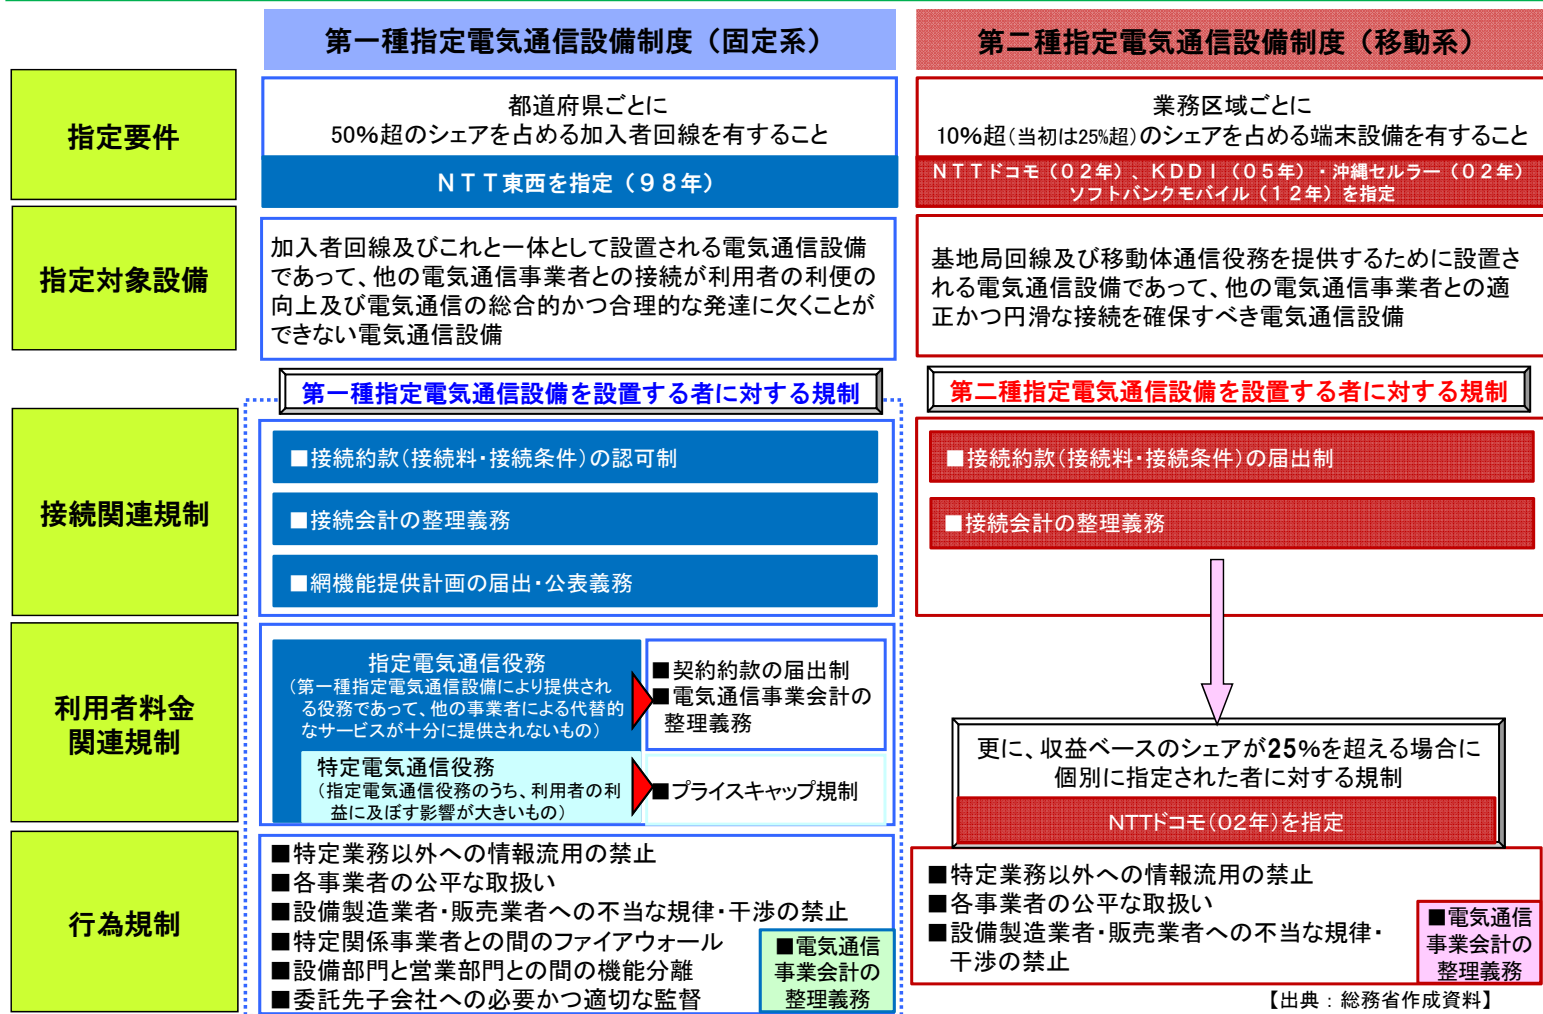 第一種指定電気通信設備制度（固定系）
第二種指定電気通信設備制度（移動系）
指定要件
都道府県ごとに
50％超のシェアを占める加入者回線を有すること
ＮＴＴ東西を指定（９８年）
業務区域ごとに
10％超（当初は25％超）のシェアを占める端末設備を有すること
ＮＴＴドコモ（０２年）、ＫＤＤＩ（０５年）・沖縄セルラー（０２年）
ソフトバンクモバイル（１２年）を指定
指定対象設備
加入者回線及びこれと一体として設置される電気通信設備
であって、他の電気通信事業者との接続が利用者の利便の
向上及び電気通信の総合的かつ合理的な発達に欠くことが
できない電気通信設備
基地局回線及び移動体通信役務を提供するために設置さ
れる電気通信設備であって、他の電気通信事業者との適
正かつ円滑な接続を確保すべき電気通信設備
第一種指定電気通信設備を設置する者に対する規制
第二種指定電気通信設備を設置する者に対する規制
接続関連規制
■接続約款（接続料・接続条件）の認可制
■接続会計の整理義務
■網機能提供計画の届出・公表義務
■接続約款（接続料・接続条件）の届出制
■接続会計の整理義務
利用者料金
関連規制
指定電気通信役務
（第一種指定電気通信設備により提供され
る役務であって、他の事業者による代替的
なサービスが十分に提供されないもの）
■契約約款の届出制
■電気通信事業会計の
整理義務
特定電気通信役務
（指定電気通信役務のうち、利用者の利
益に及ぼす影響が大きいもの）
■プライスキャップ規制
更に、収益ベースのシェアが25％を超える場合に
個別に指定された者に対する規制
NTTドコモ（02年）を指定
行為規制
■特定業務以外への情報流用の禁止
■各事業者の公平な取扱い
■設備製造業者・販売業者への不当な規律・干渉の禁止
■特定関係事業者との間のファイアウォール
■設備部門と営業部門との間の機能分離
■委託先子会社への必要かつ適切な監督
■電気通信
事業会計の
整理義務
■特定業務以外への情報流用の禁止
■各事業者の公平な取扱い
■設備製造業者・販売業者への不当な規律・
干渉の禁止
■電気通信
事業会計の
整理義務
【出典：総務省作成資料】